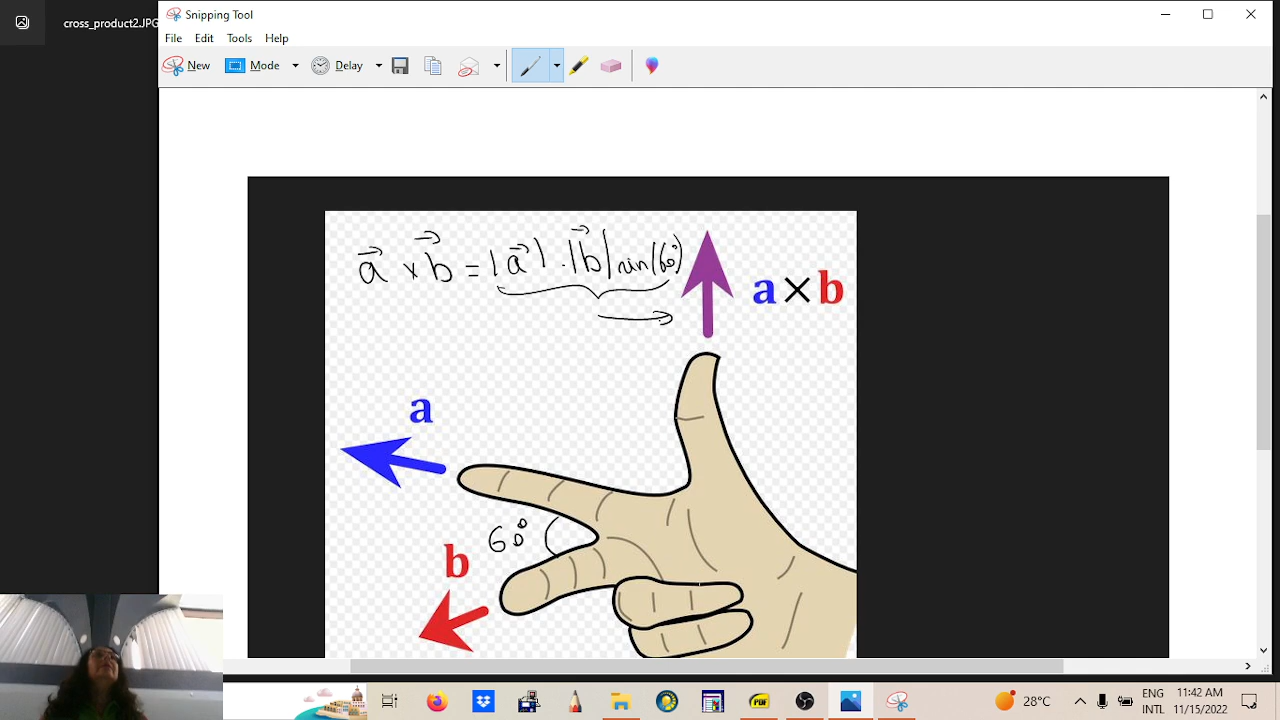 cross_product2.JPG
Snipping Tool
File Edit Tools Help
New Mode Delay
a × b = |a| . |b| sin(60°)
a×b
a
60°
b
PDF
28°C
ENG
INTL
11:42 AM
11/15/2022